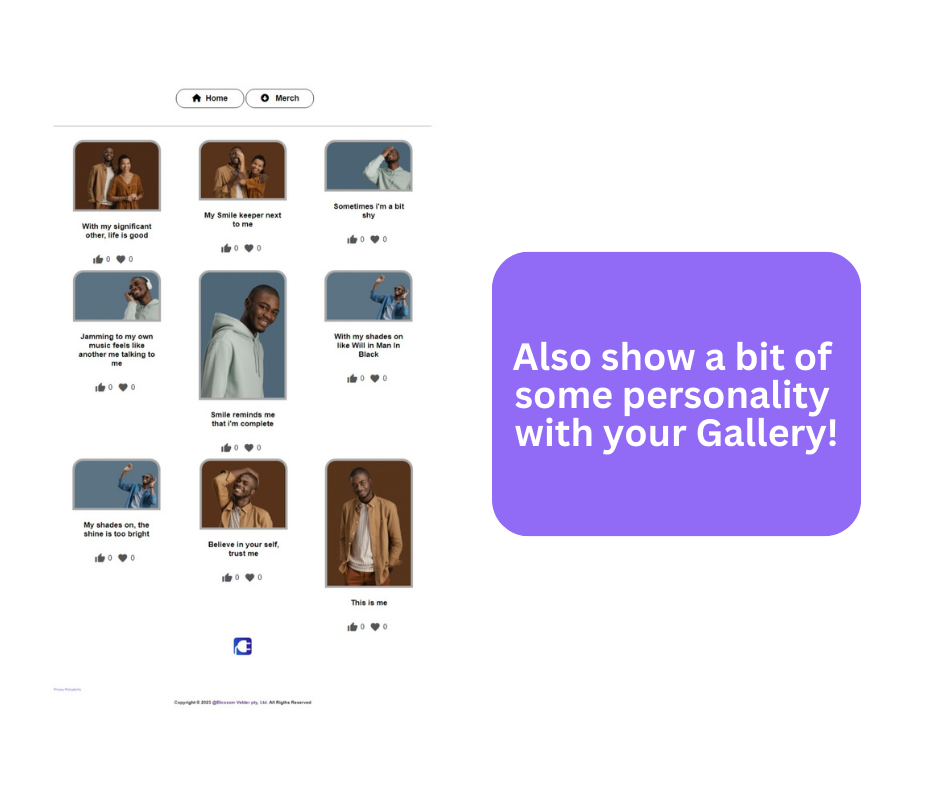 Home Merch
With my significant
other, life is good
0 0
My Smile keeper next
to me
0 0
Sometimes i'm a bit
shy
0 0
Jamming to my own
music feels like
another me talking to
me
0 0
Smile reminds me
that i'm complete
0 0
With my shades on
like Will in Man In
Black
0 0
My shades on, the
shine is too bright
0 0
Believe in your self,
trust me
0 0
This is me
0 0
Copyright © 2023 @Blossom Velder pty, Ltd. All Rigths Reserved
Also show a bit of
some personality
with your Gallery!